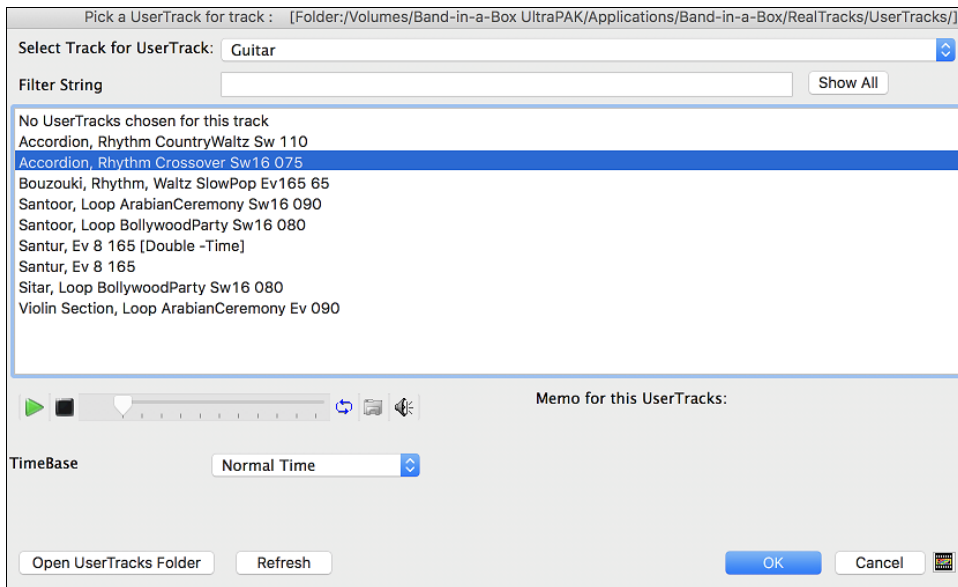 Pick a UserTrack for track : [Folder:/Volumes/Band-in-a-Box UltraPAK/Applications/Band-in-a-Box/RealTracks/UserTracks/]
Select Track for UserTrack: Guitar
Filter String Show All
No UserTracks chosen for this track
Accordion, Rhythm CountryWaltz Sw 110
Accordion, Rhythm Crossover Sw16 075
Bouzouki, Rhythm, Waltz SlowPop Ev165 65
Santoor, Loop ArabianCeremony Sw16 090
Santoor, Loop BollywoodParty Sw16 080
Santur, Ev 8 165 [Double -Time]
Santur, Ev 8 165
Sitar, Loop BollywoodParty Sw16 080
Violin Section, Loop ArabianCeremony Ev 090
Memo for this UserTracks:
TimeBase Normal Time
Open UserTracks Folder Refresh OK Cancel